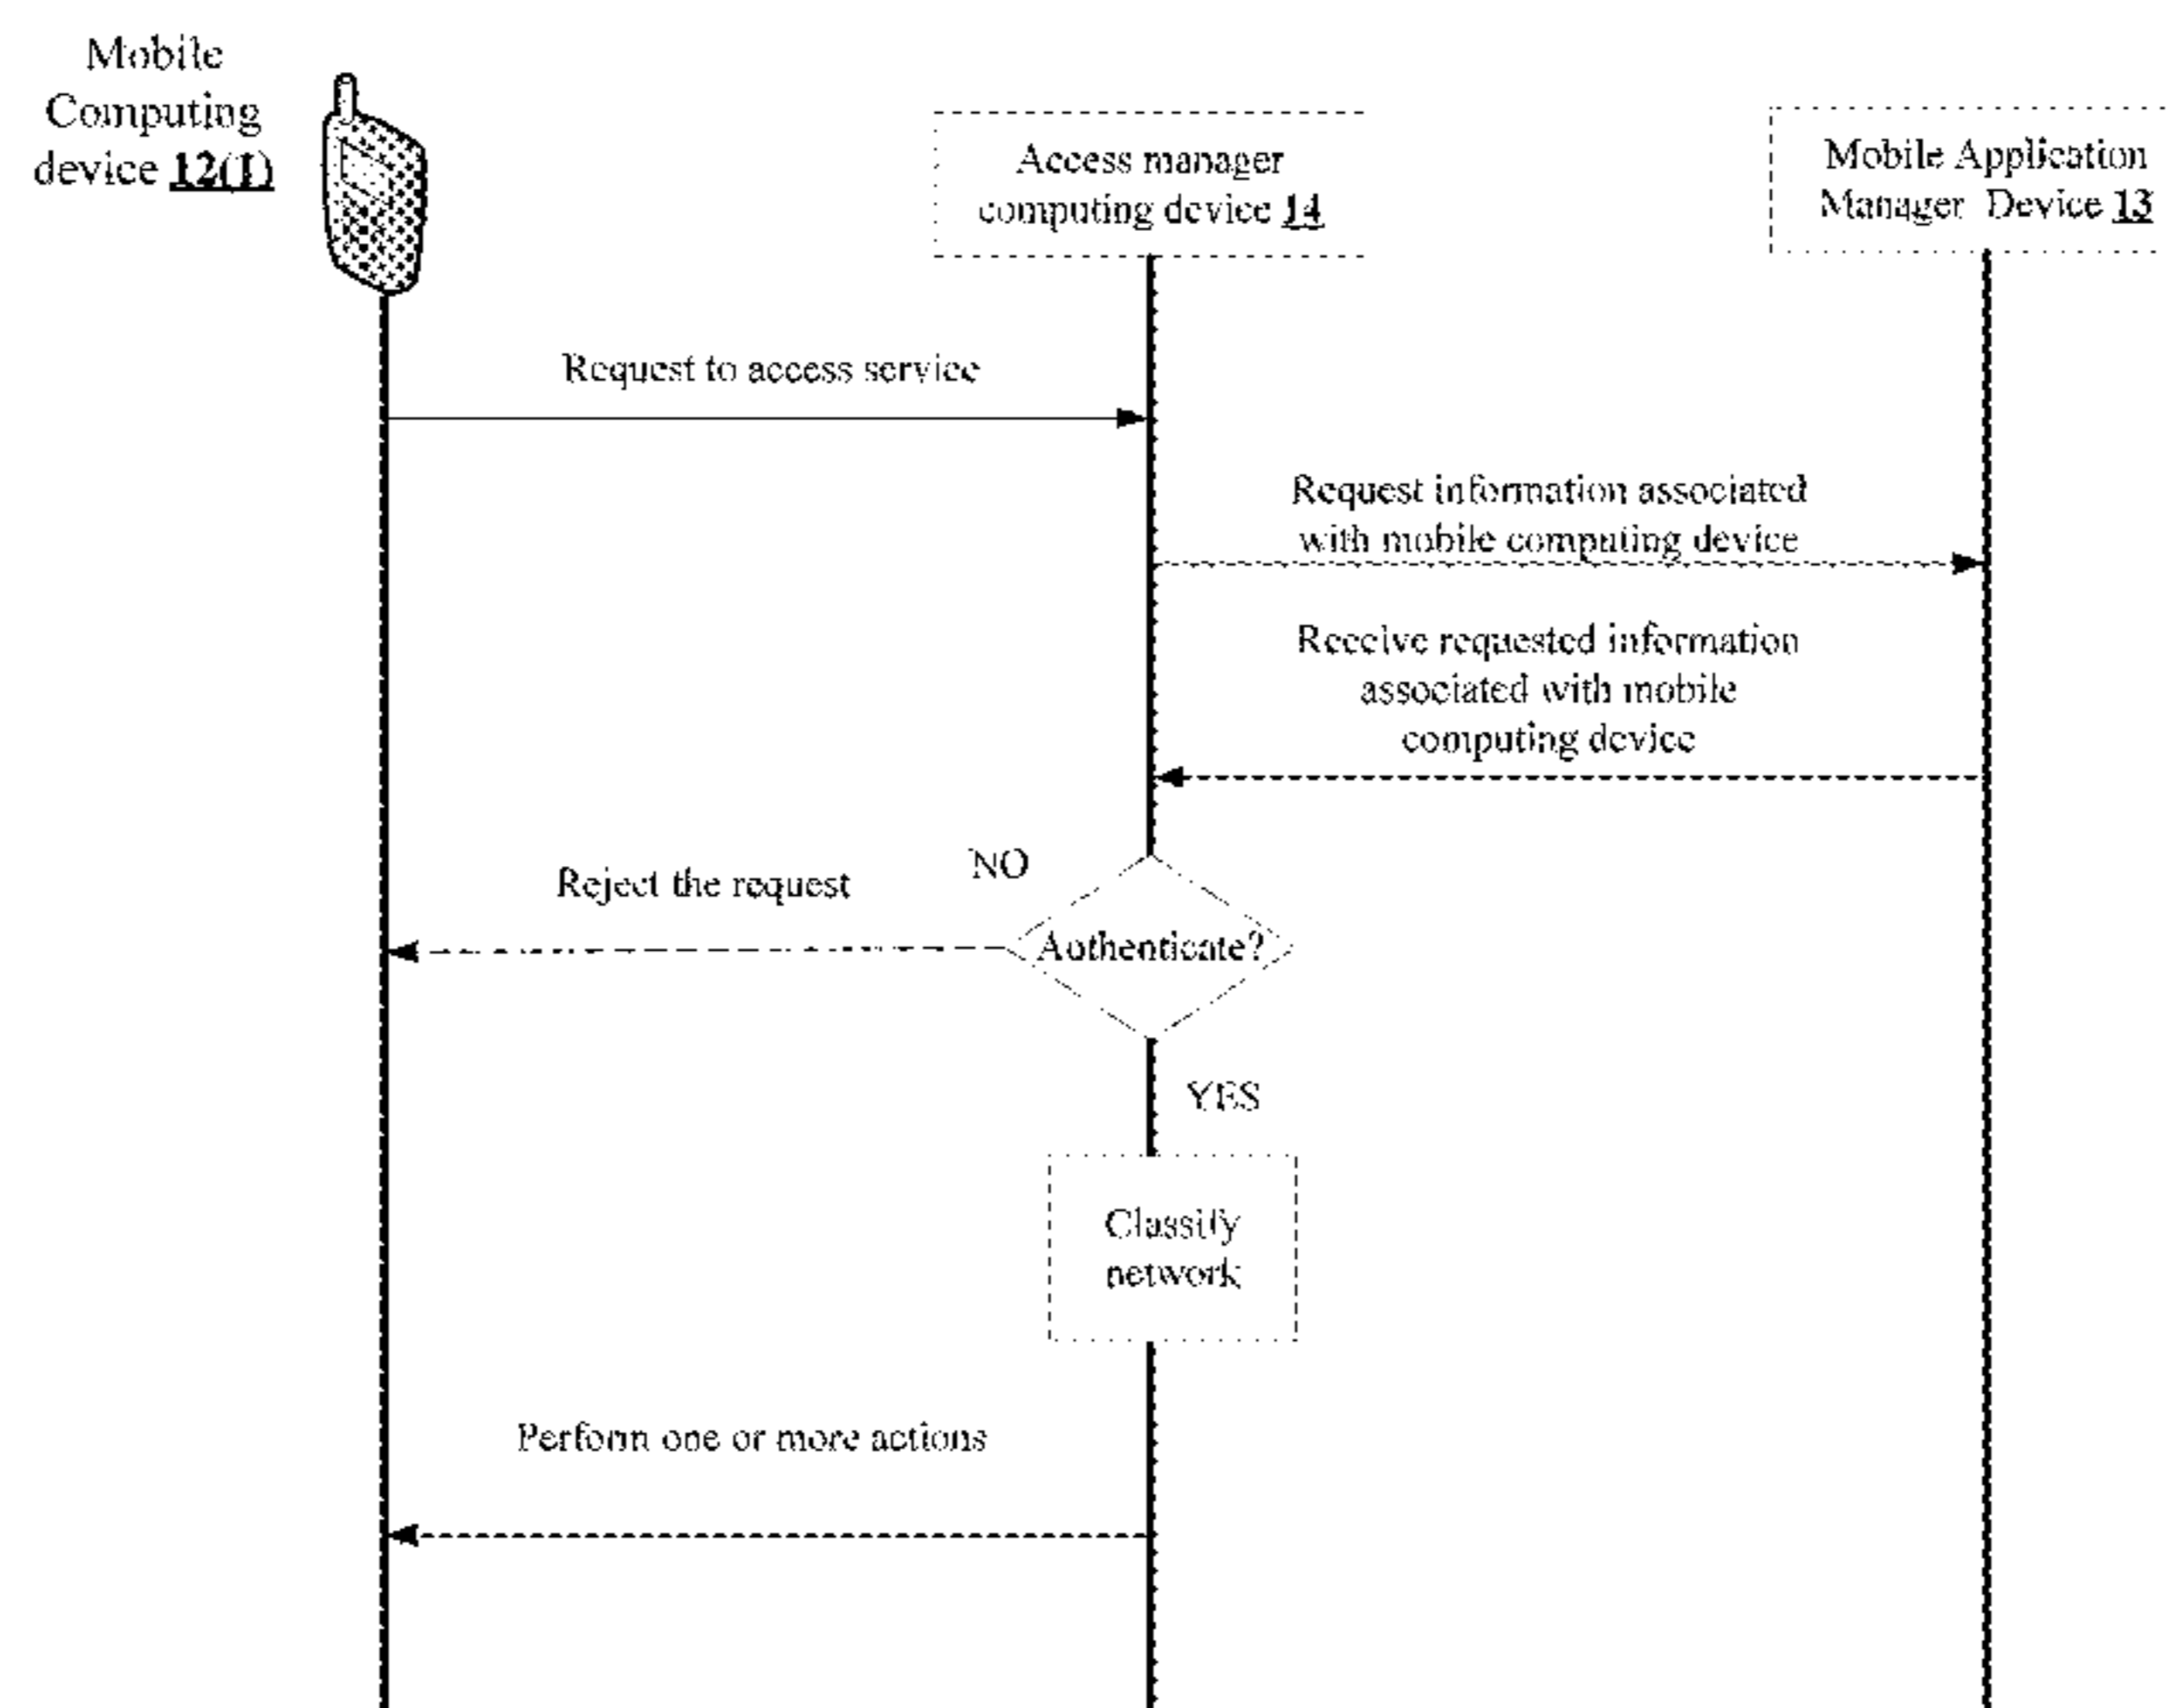 Mobile
Computing
device 12(1)
Access manager
computing device 14
Mobile Application
Manager Device 13
Request to access service
Request information associated
with mobile computing device
Receive requested information
associated with mobile
computing device
NO
Reject the request
Authenticate?
YES
Classify
network
Perform one or more actions